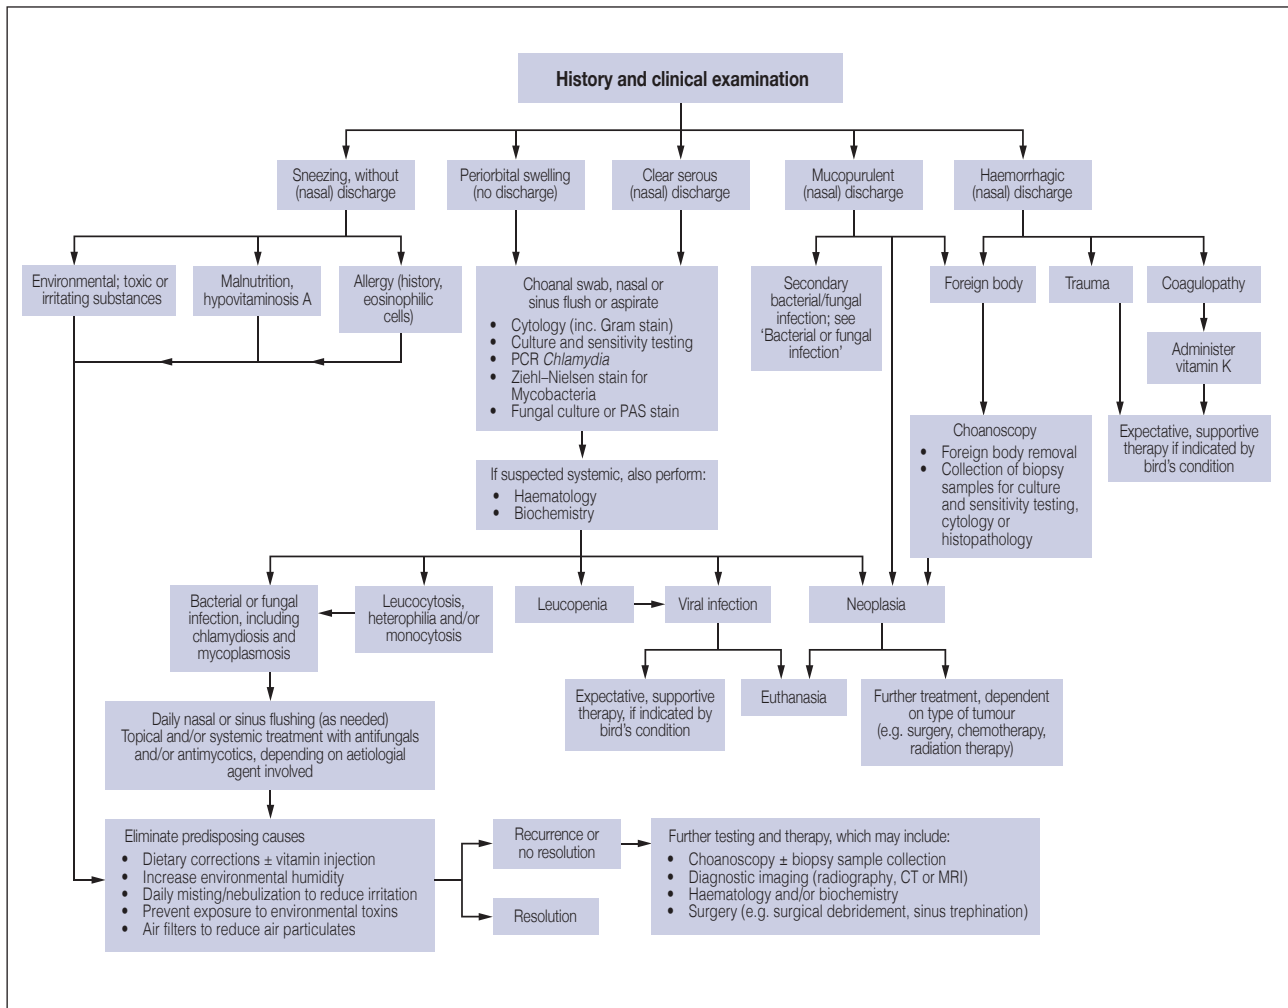 History and clinical examination
Sneezing, without
(nasal) discharge
Periorbital swelling
(no discharge)
Clear serous
(nasal) discharge
Mucopurulent
(nasal) discharge
Haemorrhagic
(nasal) discharge
Environmental; toxic or
irritating substances
Malnutrition,
hypovitaminosis A
Allergy (history,
eosinophilic
cells)
Choanal swab, nasal or
sinus flush or aspirate
• Cytology (inc. Gram stain)
• Culture and sensitivity testing
• PCR Chlamydia
• Ziehl–Nielsen stain for
Mycobacteria
• Fungal culture or PAS stain
Secondary
bacterial/fungal
infection; see
‘Bacterial or fungal
infection’
Foreign body
Trauma
Coagulopathy
Administer
vitamin K
Choanoscopy
• Foreign body removal
• Collection of biopsy
samples for culture
and sensitivity testing,
cytology or
histopathology
Expectative, supportive
therapy if indicated by
bird’s condition
If suspected systemic, also perform:
• Haematology
• Biochemistry
Bacterial or fungal
infection, including
chlamydiosis and
mycoplasmosis
Leucocytosis,
heterophilia and/or
monocytosis
Leucopenia
Viral infection
Neoplasia
Expectative, supportive
therapy, if indicated by
bird’s condition
Euthanasia
Further treatment, dependent
on type of tumour
(e.g. surgery, chemotherapy,
radiation therapy)
Daily nasal or sinus flushing (as needed)
Topical and/or systemic treatment with antifungals
and/or antimycotics, depending on aetiologial
agent involved
Eliminate predisposing causes
• Dietary corrections ± vitamin injection
• Increase environmental humidity
• Daily misting/nebulization to reduce irritation
• Prevent exposure to environmental toxins
• Air filters to reduce air particulates
Recurrence or
no resolution
Resolution
Further testing and therapy, which may include:
• Choanoscopy ± biopsy sample collection
• Diagnostic imaging (radiography, CT or MRI)
• Haematology and/or biochemistry
• Surgery (e.g. surgical debridement, sinus trephination)